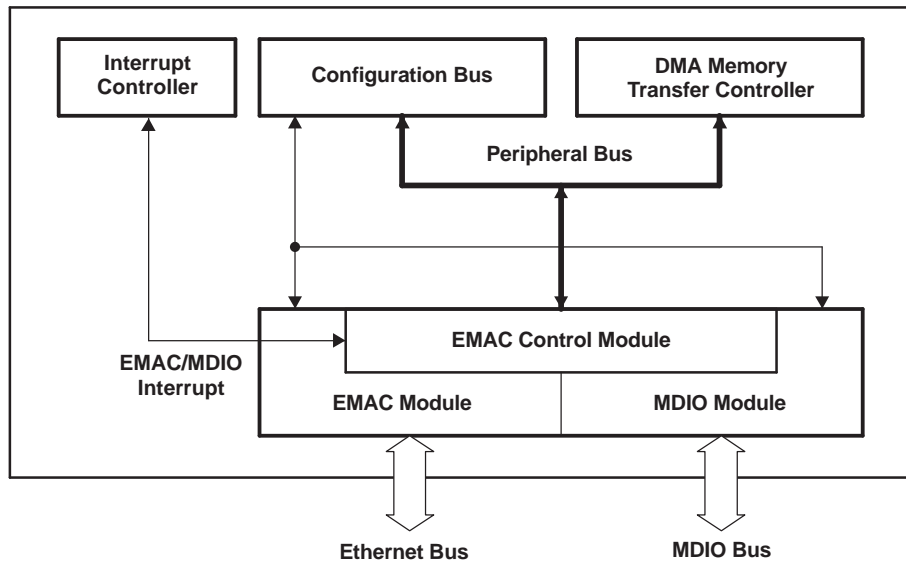 Interrupt
Controller
Configuration Bus
DMA Memory
Transfer Controller
Peripheral Bus
EMAC Control Module
EMAC/MDIO
Interrupt
EMAC Module
MDIO Module
Ethernet Bus
MDIO Bus